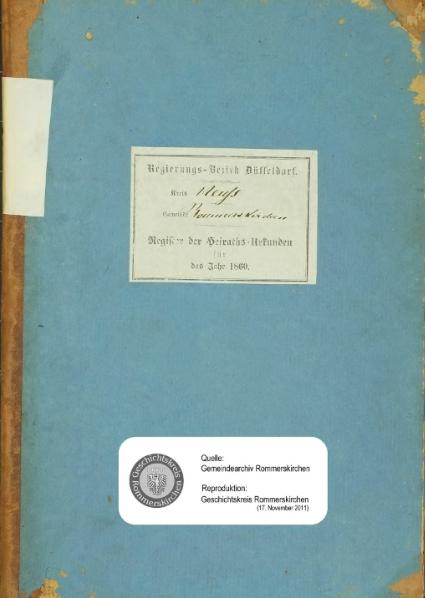 Regierungs-Bezirk Düsseldorf.
Kreis Neuß
Gemeinde Rommerskirchen
Register der Heiraths-Urkunden
für
das Jahr 1860.
Geschichtskreis
Rommerskirchen
Quelle:
Gemeindearchiv Rommerskirchen
Reproduktion:
Geschichtskreis Rommerskirchen
(17. November 2011)